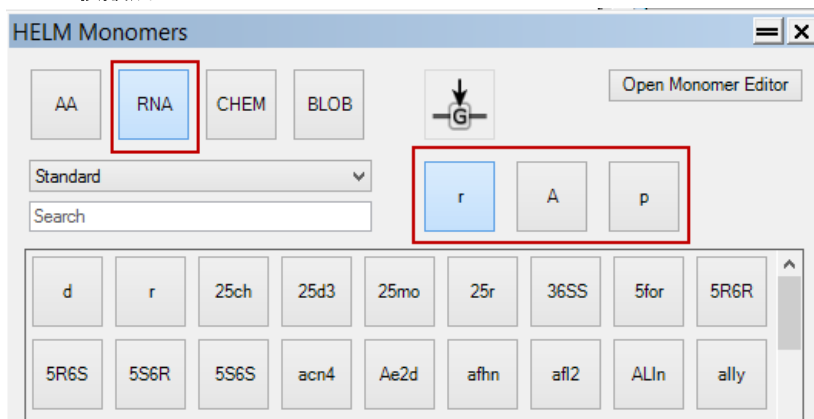 HELM Monomers
AA RNA CHEM BLOB G Open Monomer Editor
Standard r A p
Search
d r 25ch 25d3 25mo 25r 36SS 5for 5R6R
5R6S 5S6R 5S6S acn4 Ae2d afhn afl2 ALIn ally